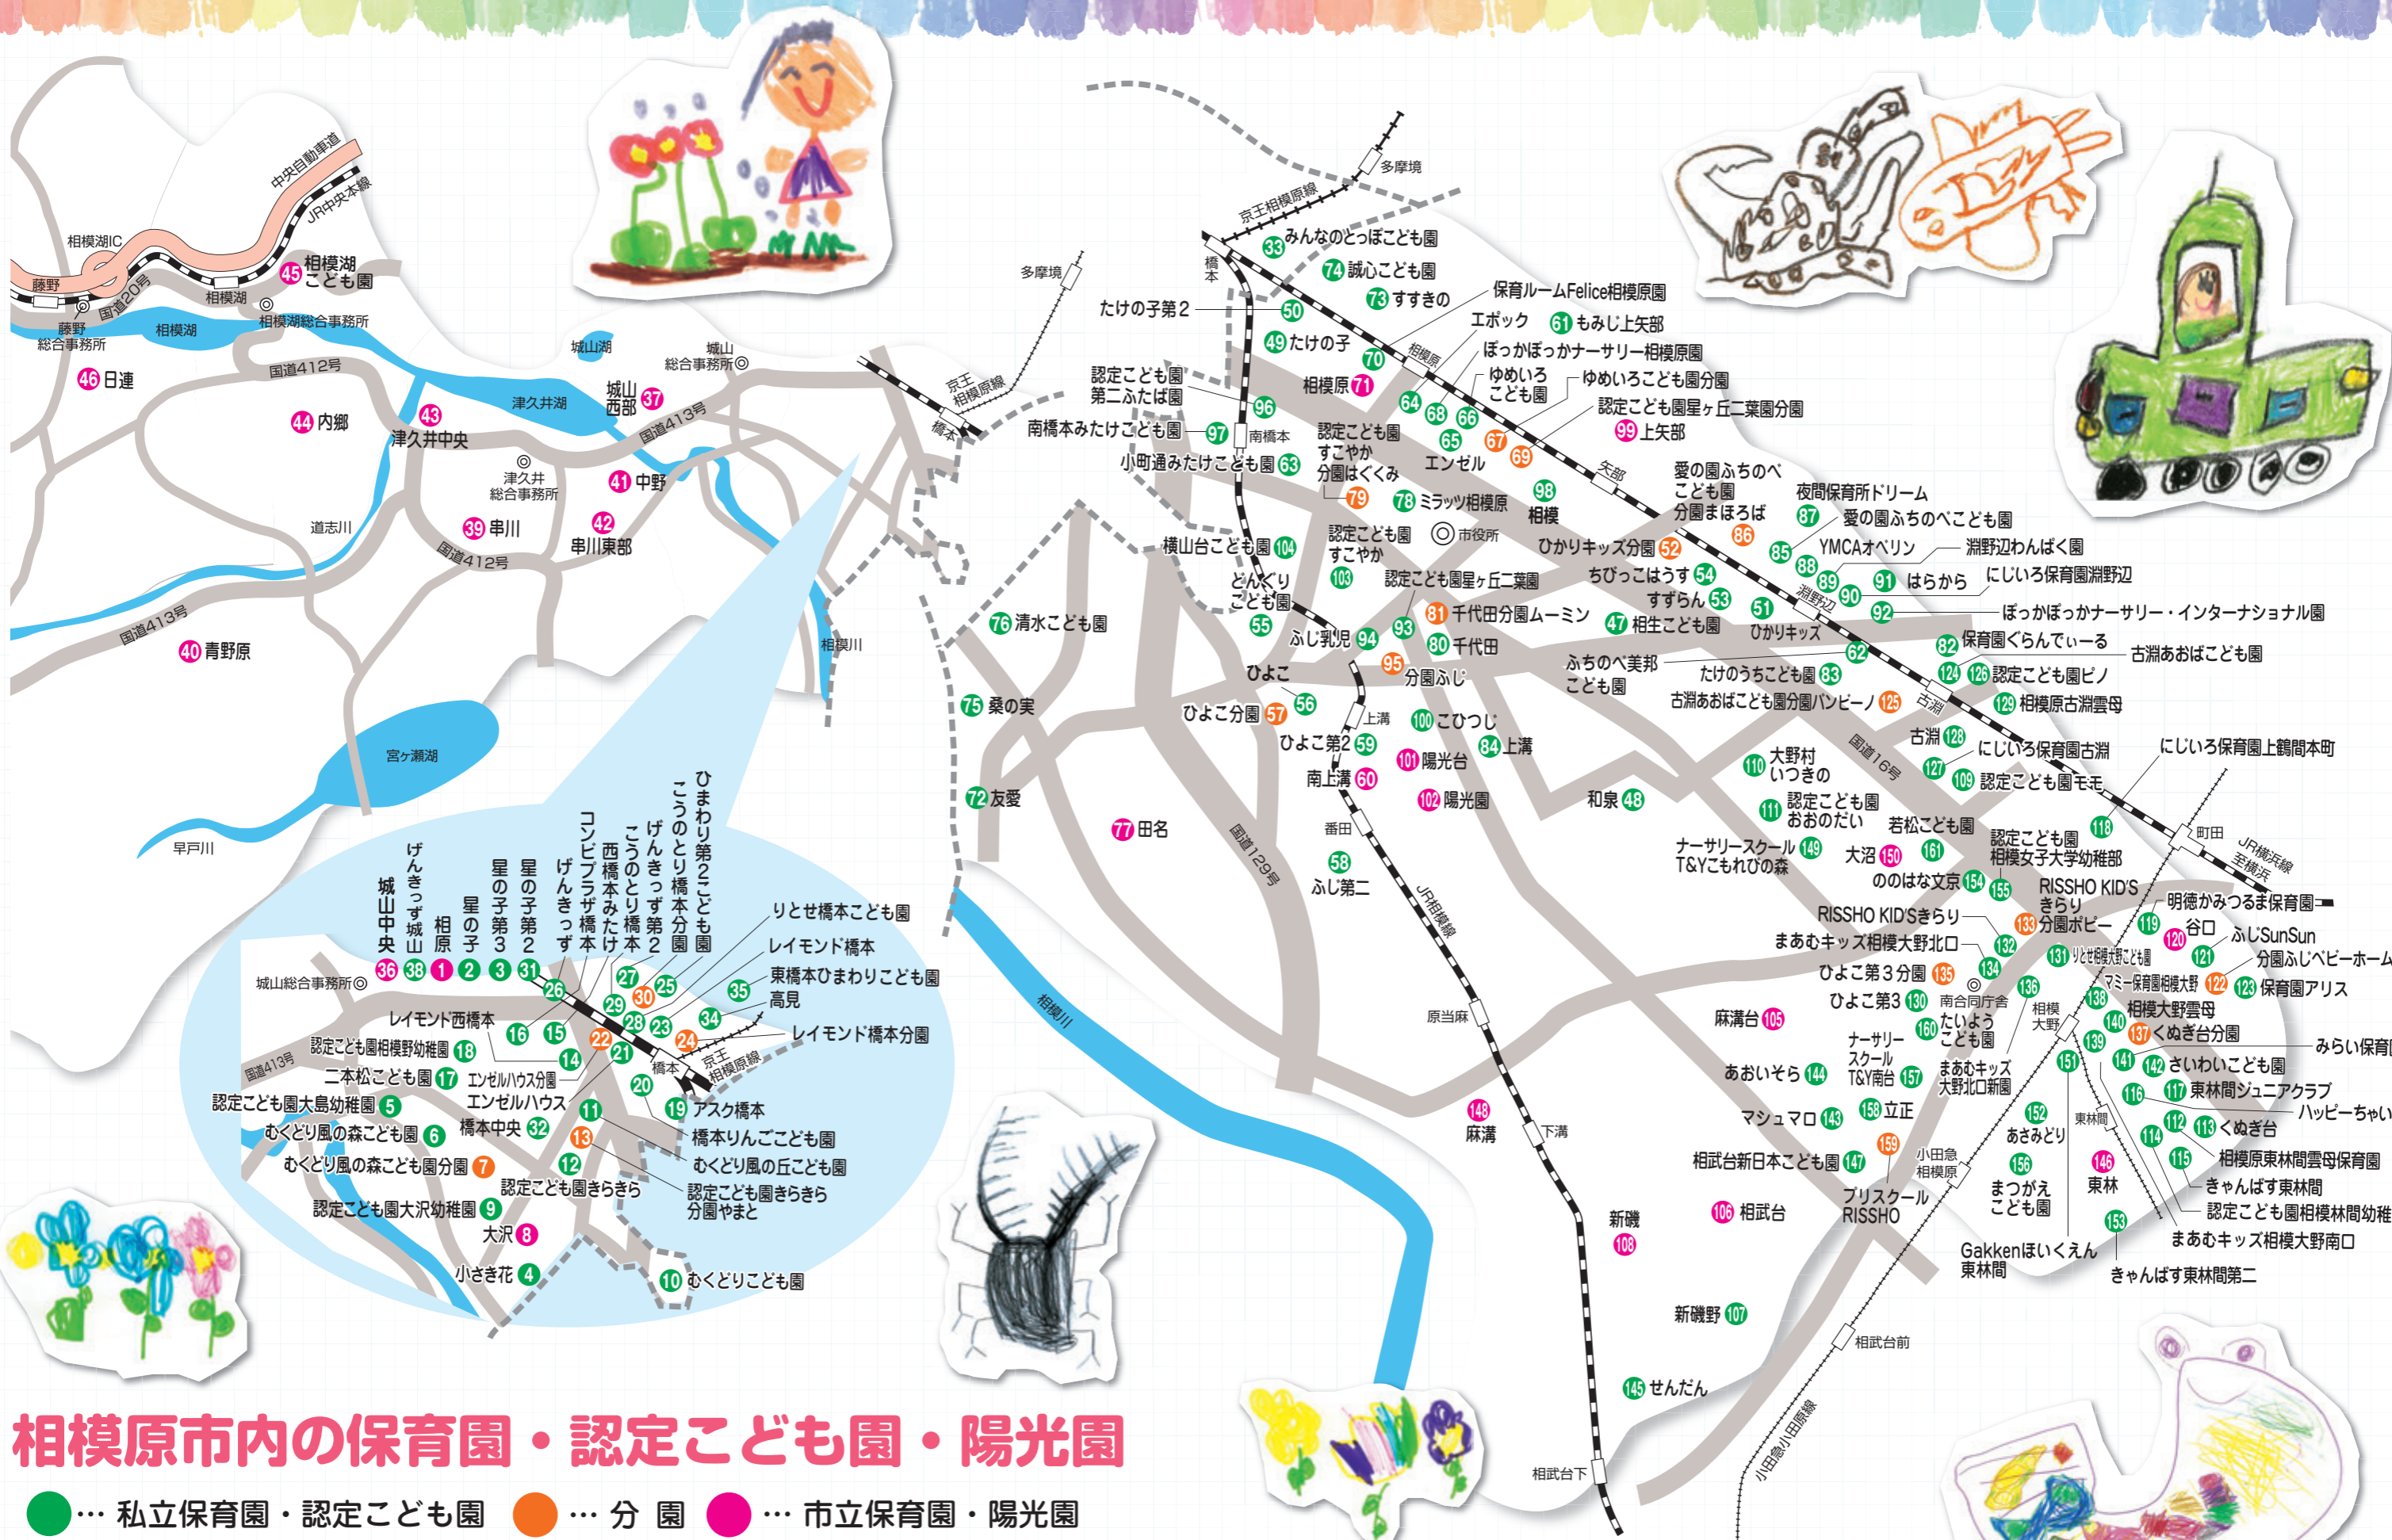 中央自動車道
JR中央本線
相模湖IC
藤野
国道20号
相模湖
45 相模湖
こども園
藤野
総合事務所
相模湖
相模湖総合事務所
46 日連
国道412号
44 内郷
43
津久井中央
津久井湖
城山湖
城山
総合事務所
城山
西部 37
国道413号
津久井
総合事務所
41 中野
道志川
39 串川
42
串川東部
国道412号
国道413号
40 青野原
宮ヶ瀬湖
早戸川
多摩境
京王
相模原線
橋本
相模川
多摩境
京王相模原線
橋本
33 みんなのとっぽこども園
74 誠心こども園
73 すすきの
たけの子第2
50
49 たけの子
保育ルームFelice相模原園
70
エポック
61 もみじ上矢部
相模原
ぽっかぽっかナーサリー相模原園
相模原 71
ゆめいろ
こども園
ゆめいろこども園分園
認定こども園星ヶ丘二葉園分園
64
68
66
65
エンゼル
67
69
99 上矢部
認定こども園
第二ふたば園
96
南橋本みたけこども園 97
南橋本
小町通みたけこども園 63
認定こども園
すこやか
分園はぐくみ
79
78 ミラッツ相模原
98
相模
矢部
市役所
愛の園ふちのべ
こども園
分園まほろば
86
夜間保育所ドリーム
87
愛の園ふちのべこども園
85
YMCAオベリン
88
淵野辺わんぱく園
89
91 はらから
にじいろ保育園淵野辺
90
92
ぽっかぽっかナーサリー・インターナショナル園
ひかりキッズ分園 52
ちびっこはうす 54
すずらん 53
51
ひかりキッズ
淵野辺
横山台こども園 104
認定こども園
すこやか
103
どんぐり
こども園
55
認定こども園星ヶ丘二葉園
93
81 千代田分園ムーミン
80 千代田
47 相生こども園
ふじ乳児 94
95
分園ふじ
ふちのべ美邦
こども園
62
82 保育園ぐらんでぃーる
古淵あおばこども園
たけのうちこども園 83
124
126 認定こども園ピノ
古淵あおばこども園分園バンビーノ 125
古淵
129 相模原古淵雲母
76 清水こども園
75 桑の実
72 友愛
77 田名
ひよこ
56
ひよこ分園 57
上溝
100 こひつじ
ひよこ第2 59
84 上溝
101 陽光台
南上溝 60
102 陽光園
和泉 48
番田
58
ふじ第二
国道129号
国道16号
古淵 128
にじいろ保育園古淵
127
109 認定こども園モモ
にじいろ保育園上鶴間本町
118
110 大野村
いつきの
111 認定こども園
おおのだい
若松こども園
161
ナーサリースクール
T&Yこもれびの森
149
大沼 150
認定こども園
相模女子大学幼稚部
155
ののはな文京 154
町田
JR横浜線
至横浜
RISSHO KID'S
きらり
分園ポピー
133
RISSHO KID'Sきらり
132
まあむキッズ相模大野北口
134
明徳かみつるま保育園
119
谷口
120
ふじSunSun
121
分園ふじベビーホーム
122
123 保育園アリス
131 りとせ相模大野こども園
マミー保育園相模大野
138
ひよこ第3分園 135
ひよこ第3 130
南合同庁舎
136
相模
大野
相模大野雲母
140
137 くぬぎ台分園
139
141
142 さいわいこども園
みらい保育園
160 たいよう
こども園
まあむキッズ
大野北口新園
ナーサリー
スクール
T&Y南台 157
151
116
117 東林間ジュニアクラブ
ハッピーちゃい
東林間
112
113 くぬぎ台
114
115
相模原東林間雲母保育園
きゃんばす東林間
認定こども園相模林間幼稚
まあむキッズ相模大野南口
146
東林
153
きゃんばす東林間第二
152
あさみどり
156
まつがえ
こども園
Gakkenほいくえん
東林間
麻溝台 105
あおいそら 144
マシュマロ 143
158 立正
159
プリスクール
RISSHO
相武台新日本こども園 147
小田急
相模原
106 相武台
新磯
108
新磯野 107
145 せんだん
JR相模線
原当麻
148
麻溝
下溝
相模川
相武台前
相武台下
小田急小田原線
城山中央
36
げんきっず城山
38
相原
1
星の子
2
星の子第3
3
星の子第2
31
げんきっず
26
コンビプラザ橋本
西橋本みたけ
こうのとり橋本
げんきっず第2
こうのとり橋本分園
ひまわり第2こども園
27
30
25
29
28
23
16
15
14
22
21
りとせ橋本こども園
レイモンド橋本
東橋本ひまわりこども園
35
高見
34
レイモンド橋本分園
24
城山総合事務所
レイモンド西橋本
認定こども園相模野幼稚園 18
国道413号
二本松こども園 17
エンゼルハウス分園
エンゼルハウス
橋本
京王
相模原線
20
19 アスク橋本
認定こども園大島幼稚園 5
むくどり風の森こども園 6
橋本中央 32
11
13
橋本りんごこども園
むくどり風の丘こども園
むくどり風の森こども園分園 7
12
認定こども園きらきら
認定こども園きらきら
分園やまと
認定こども園大沢幼稚園 9
大沢 8
小さき花 4
10 むくどりこども園
相模原市内の保育園・認定こども園・陽光園
… 私立保育園・認定こども園
… 分 園
… 市立保育園・陽光園